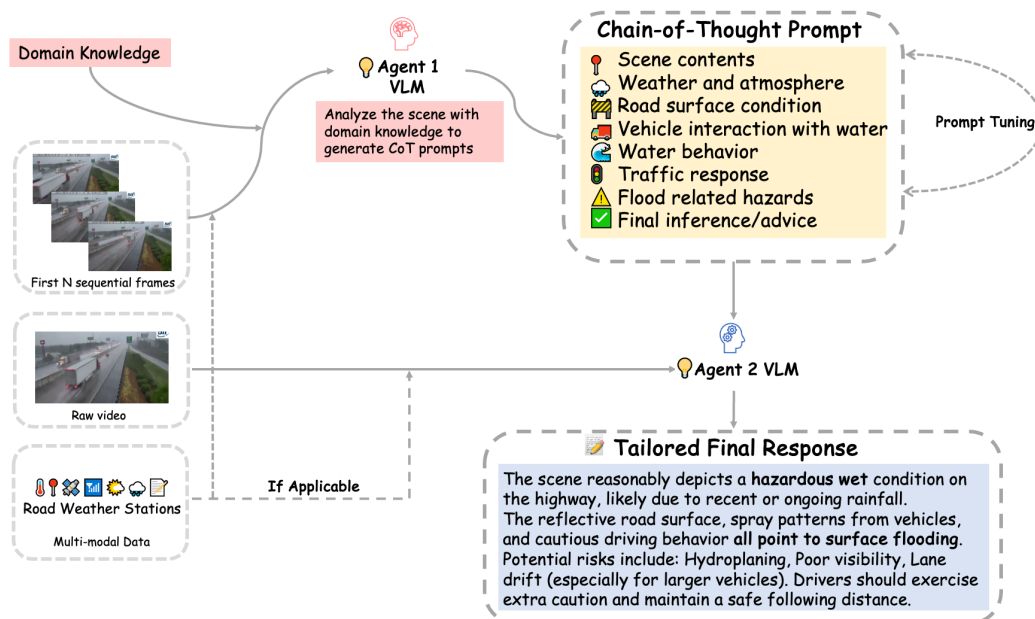 Domain Knowledge
Agent 1
VLM
Analyze the scene with
domain knowledge to
generate CoT prompts
Chain-of-Thought Prompt
Scene contents
Weather and atmosphere
Road surface condition
Vehicle interaction with water
Water behavior
Traffic response
Flood related hazards
Final inference/advice
Prompt Tuning
First N sequential frames
Raw video
Agent 2 VLM
Road Weather Stations
Multi-modal Data
If Applicable
Tailored Final Response
The scene reasonably depicts a hazardous wet condition on
the highway, likely due to recent or ongoing rainfall.
The reflective road surface, spray patterns from vehicles,
and cautious driving behavior all point to surface flooding.
Potential risks include: Hydroplaning, Poor visibility, Lane
drift (especially for larger vehicles). Drivers should exercise
extra caution and maintain a safe following distance.